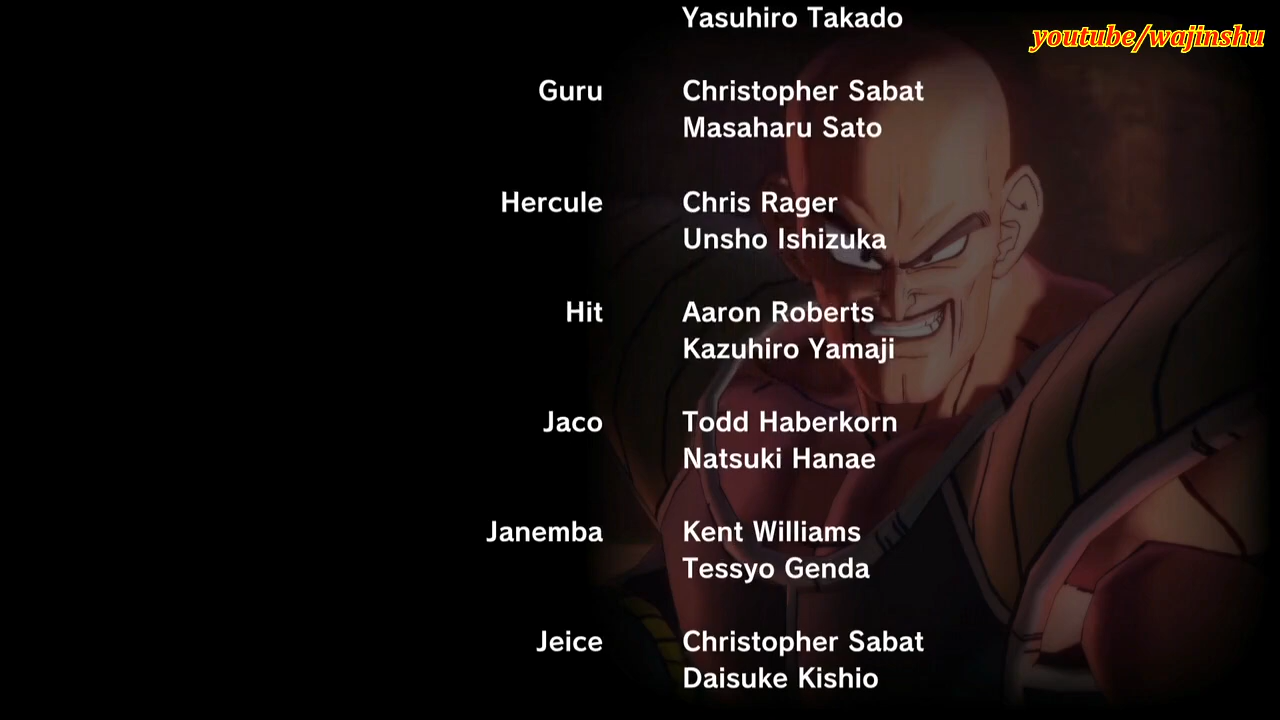 Yasuhiro Takado
youtube/wajinshu
Guru Christopher Sabat
Masaharu Sato
Hercule Chris Rager
Unsho Ishizuka
Hit Aaron Roberts
Kazuhiro Yamaji
Jaco Todd Haberkorn
Natsuki Hanae
Janemba Kent Williams
Tessyo Genda
Jeice Christopher Sabat
Daisuke Kishio